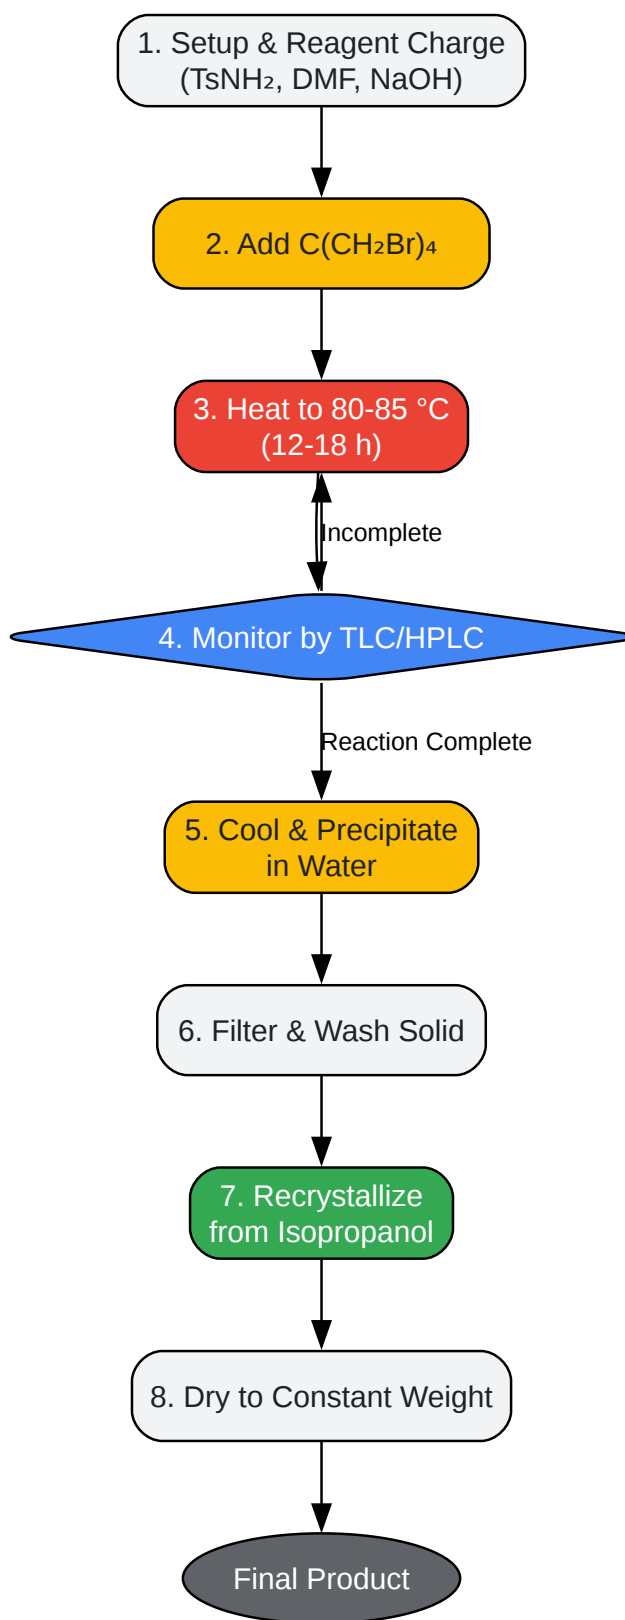 1. Setup & Reagent Charge
(TsNH₂, DMF, NaOH)
2. Add C(CH₂Br)₄
3. Heat to 80-85 °C
(12-18 h)
Incomplete
4. Monitor by TLC/HPLC
Reaction Complete
5. Cool & Precipitate
in Water
6. Filter & Wash Solid
7. Recrystallize
from Isopropanol
8. Dry to Constant Weight
Final Product